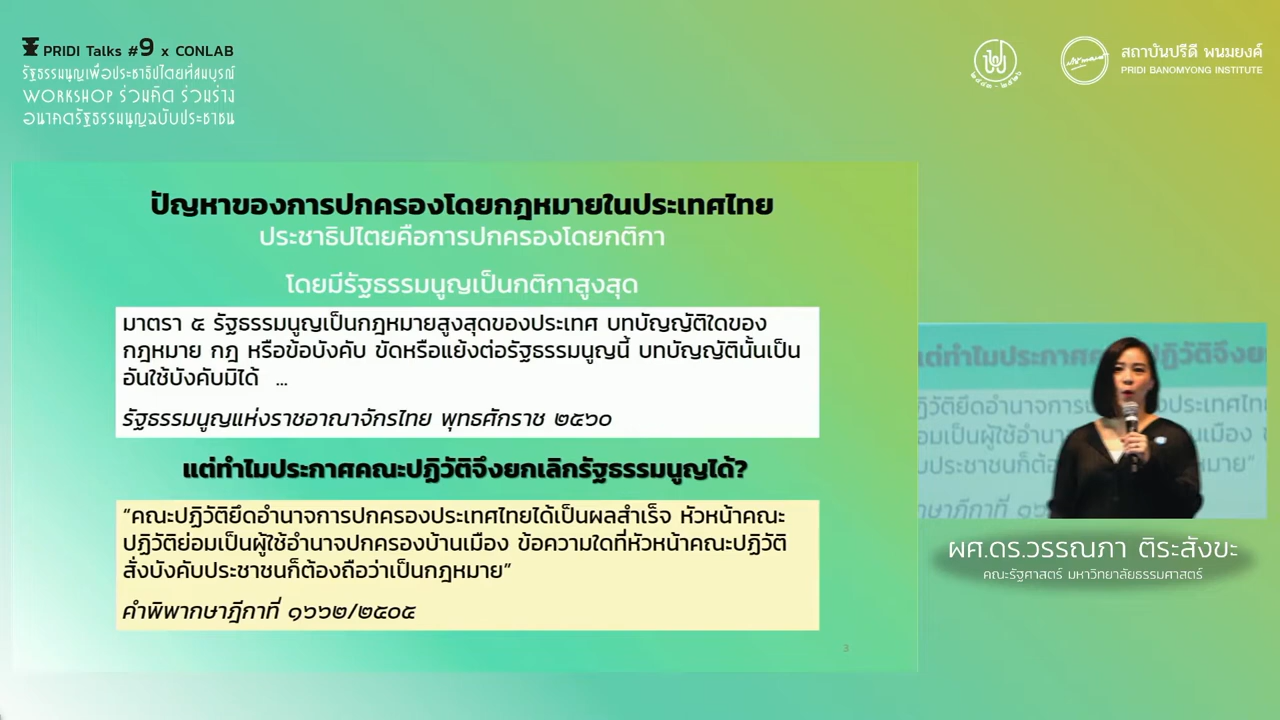 PRIDI Talks #9 x CONLAB
รัฐธรรมนูญเพื่อประชาธิปไตยที่สมบูรณ์
WORKSHOP ร่วมคิด ร่วมร่าง
อนาคตรัฐธรรมนูญฉบับประชาชน
๒๔๔๓ - ๒๕๒๖
สถาบันปรีดี พนมยงค์
PRIDI BANOMYONG INSTITUTE
ปัญหาของการปกครองโดยกฎหมายในประเทศไทย
ประชาธิปไตยคือการปกครองโดยกติกา
โดยมีรัฐธรรมนูญเป็นกติกาสูงสุด
มาตรา ๕ รัฐธรรมนูญเป็นกฎหมายสูงสุดของประเทศ บทบัญญัติใดของ
กฎหมาย กฎ หรือข้อบังคับ ขัดหรือแย้งต่อรัฐธรรมนูญนี้ บทบัญญัตินั้นเป็น
อันใช้บังคับมิได้ ...
รัฐธรรมนูญแห่งราชอาณาจักรไทย พุทธศักราช ๒๕๖๐
แต่ทำไมประกาศคณะปฏิวัติจึงยกเลิกรัฐธรรมนูญได้?
“คณะปฏิวัติยึดอำนาจการปกครองประเทศไทยได้เป็นผลสำเร็จ หัวหน้าคณะ
ปฏิวัติย่อมเป็นผู้ใช้อำนาจปกครองบ้านเมือง ข้อความใดที่หัวหน้าคณะปฏิวัติ
สั่งบังคับประชาชนก็ต้องถือว่าเป็นกฎหมาย”
คำพิพากษาฎีกาที่ ๑๖๖๒/๒๕๐๕
3
ผศ.ดร.วรรณภา ติระสังขะ
คณะรัฐศาสตร์ มหาวิทยาลัยธรรมศาสตร์